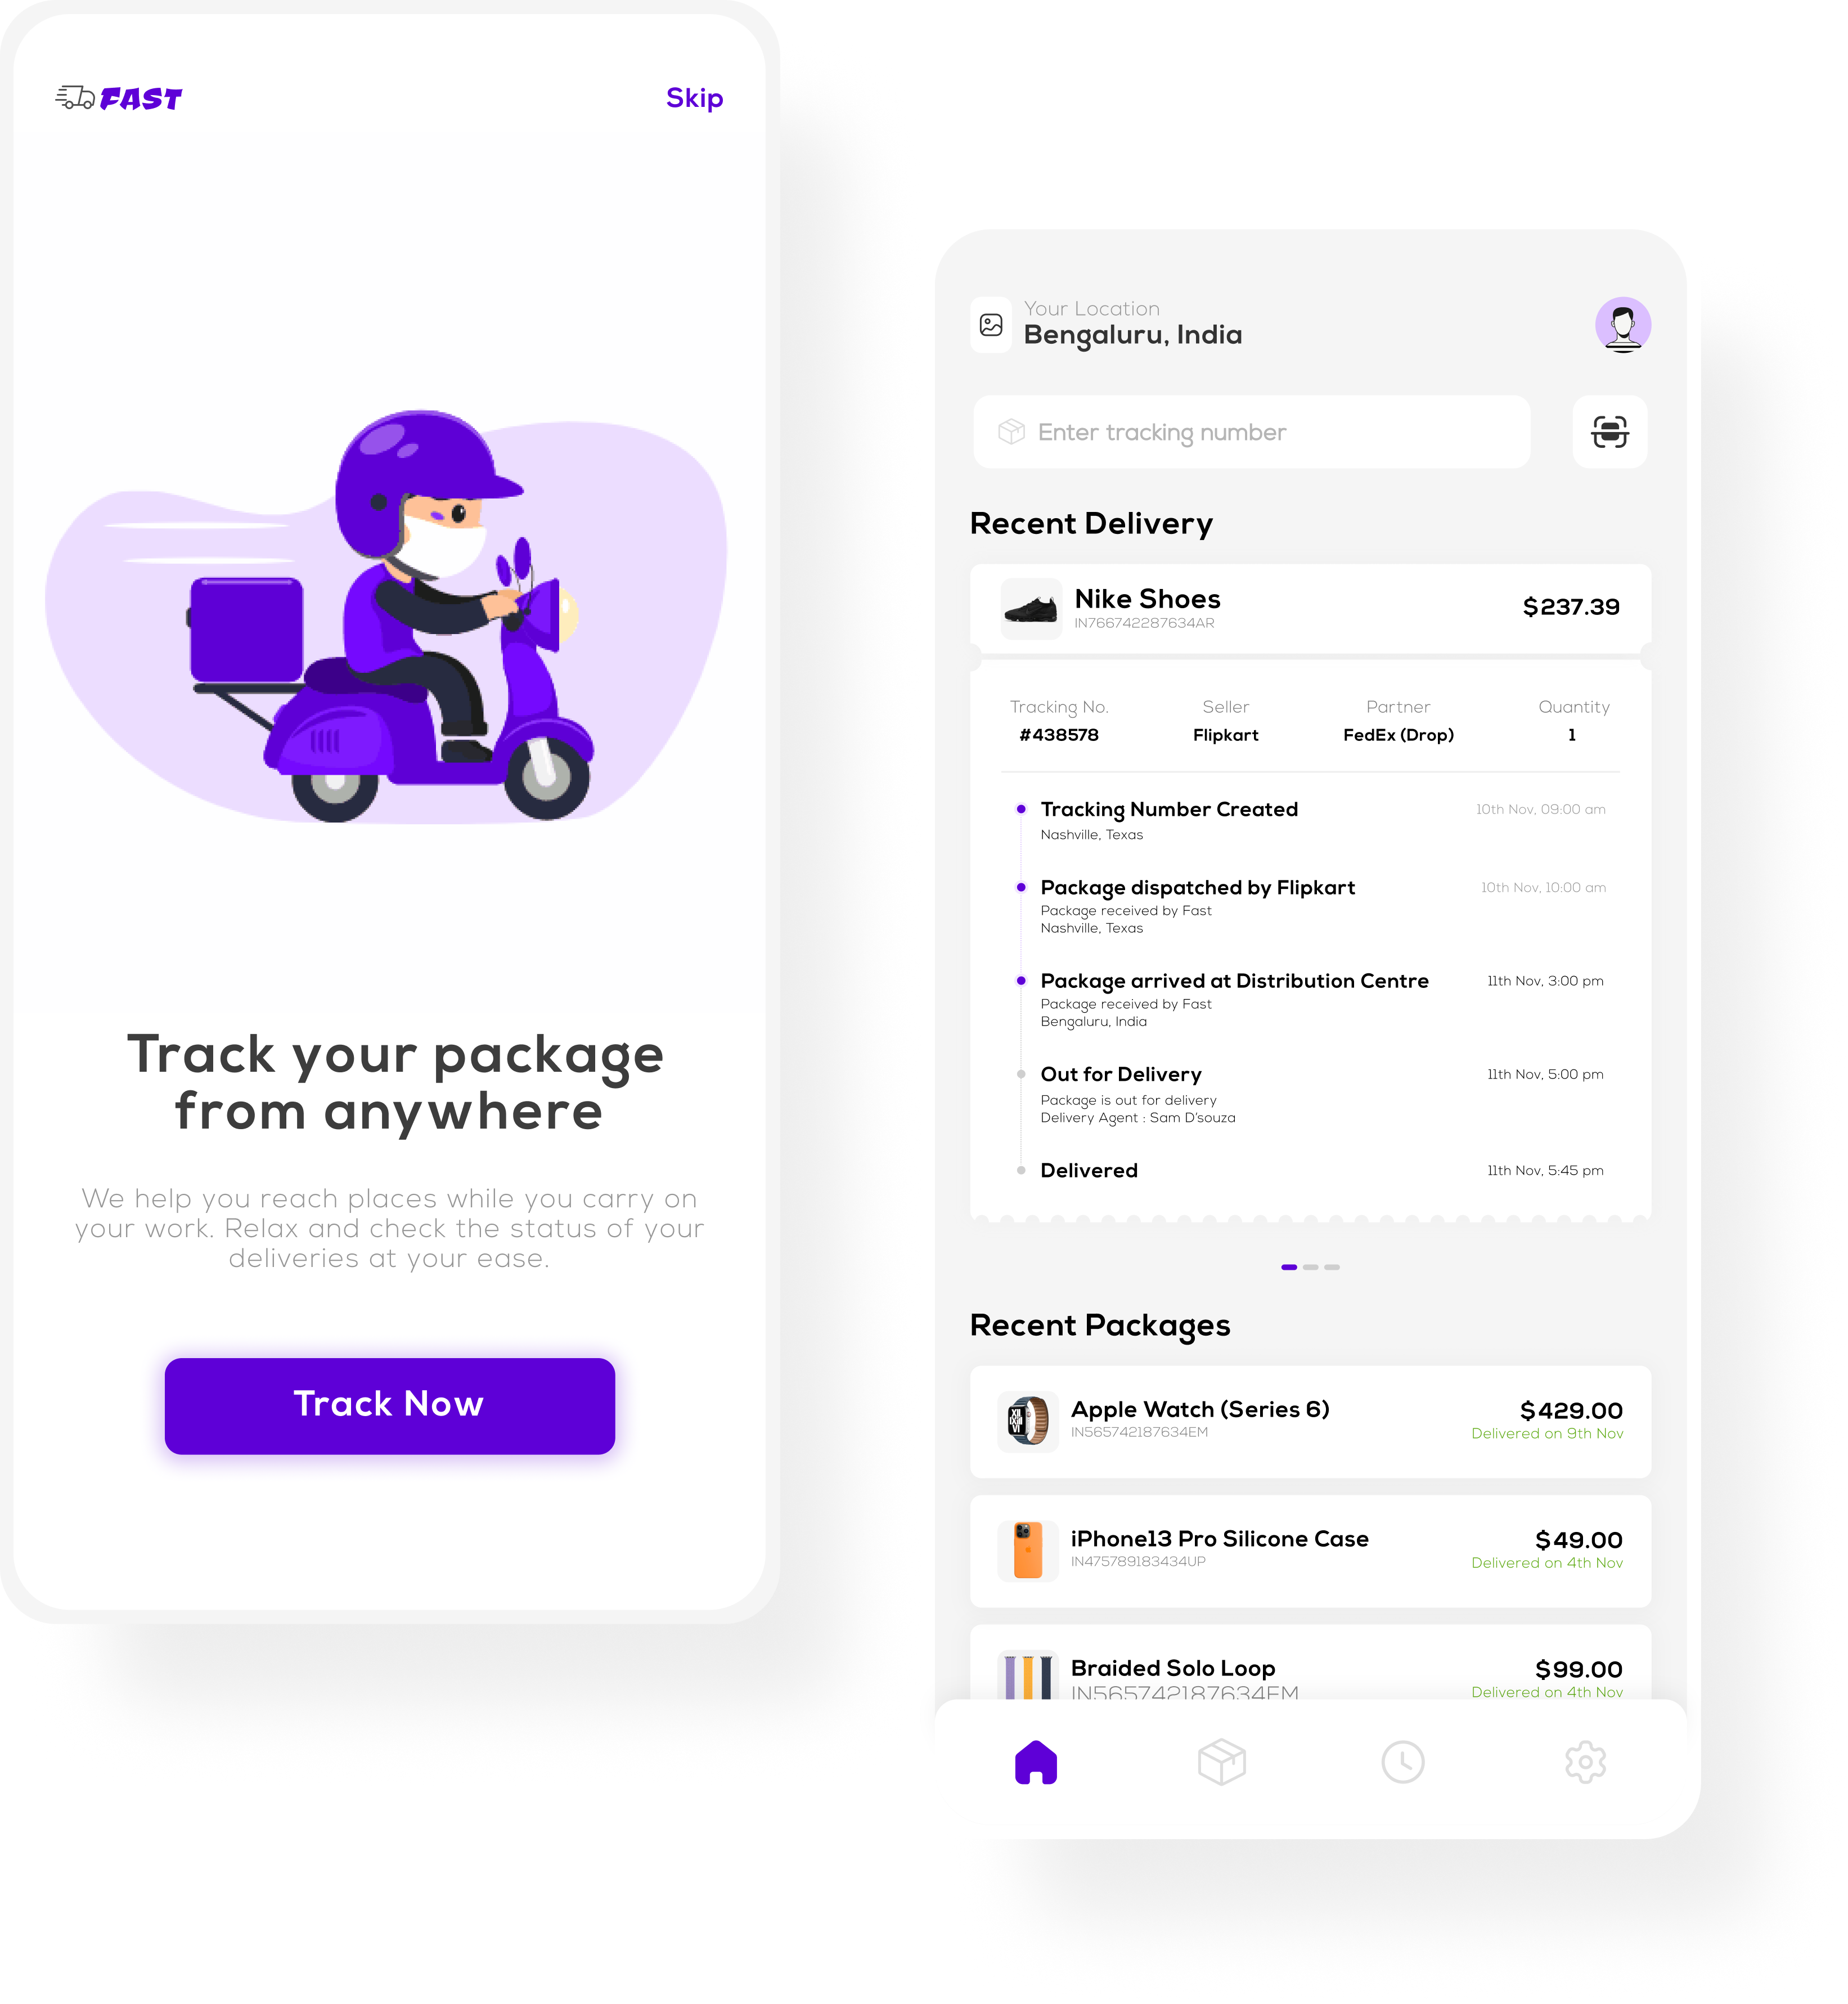 FAST
Skip
Track your package
from anywhere
We help you reach places while you carry on
your work. Relax and check the status of your
deliveries at your ease.
Track Now
Your Location
Bengaluru, India
Enter tracking number
Recent Delivery
Nike Shoes
IN766742287634AR
$237.39
Tracking No. Seller Partner Quantity
#438578 Flipkart FedEx (Drop) 1
Tracking Number Created 10th Nov, 09:00 am
Nashville, Texas
Package dispatched by Flipkart 10th Nov, 10:00 am
Package received by Fast
Nashville, Texas
Package arrived at Distribution Centre 11th Nov, 3:00 pm
Package received by Fast
Bengaluru, India
Out for Delivery 11th Nov, 5:00 pm
Package is out for delivery
Delivery Agent : Sam D'souza
Delivered 11th Nov, 5:45 pm
Recent Packages
Apple Watch (Series 6) $429.00
IN565742187634EM Delivered on 9th Nov
iPhone13 Pro Silicone Case $49.00
IN475789183434UP Delivered on 4th Nov
Braided Solo Loop $99.00
IN565742187634EM Delivered on 4th Nov